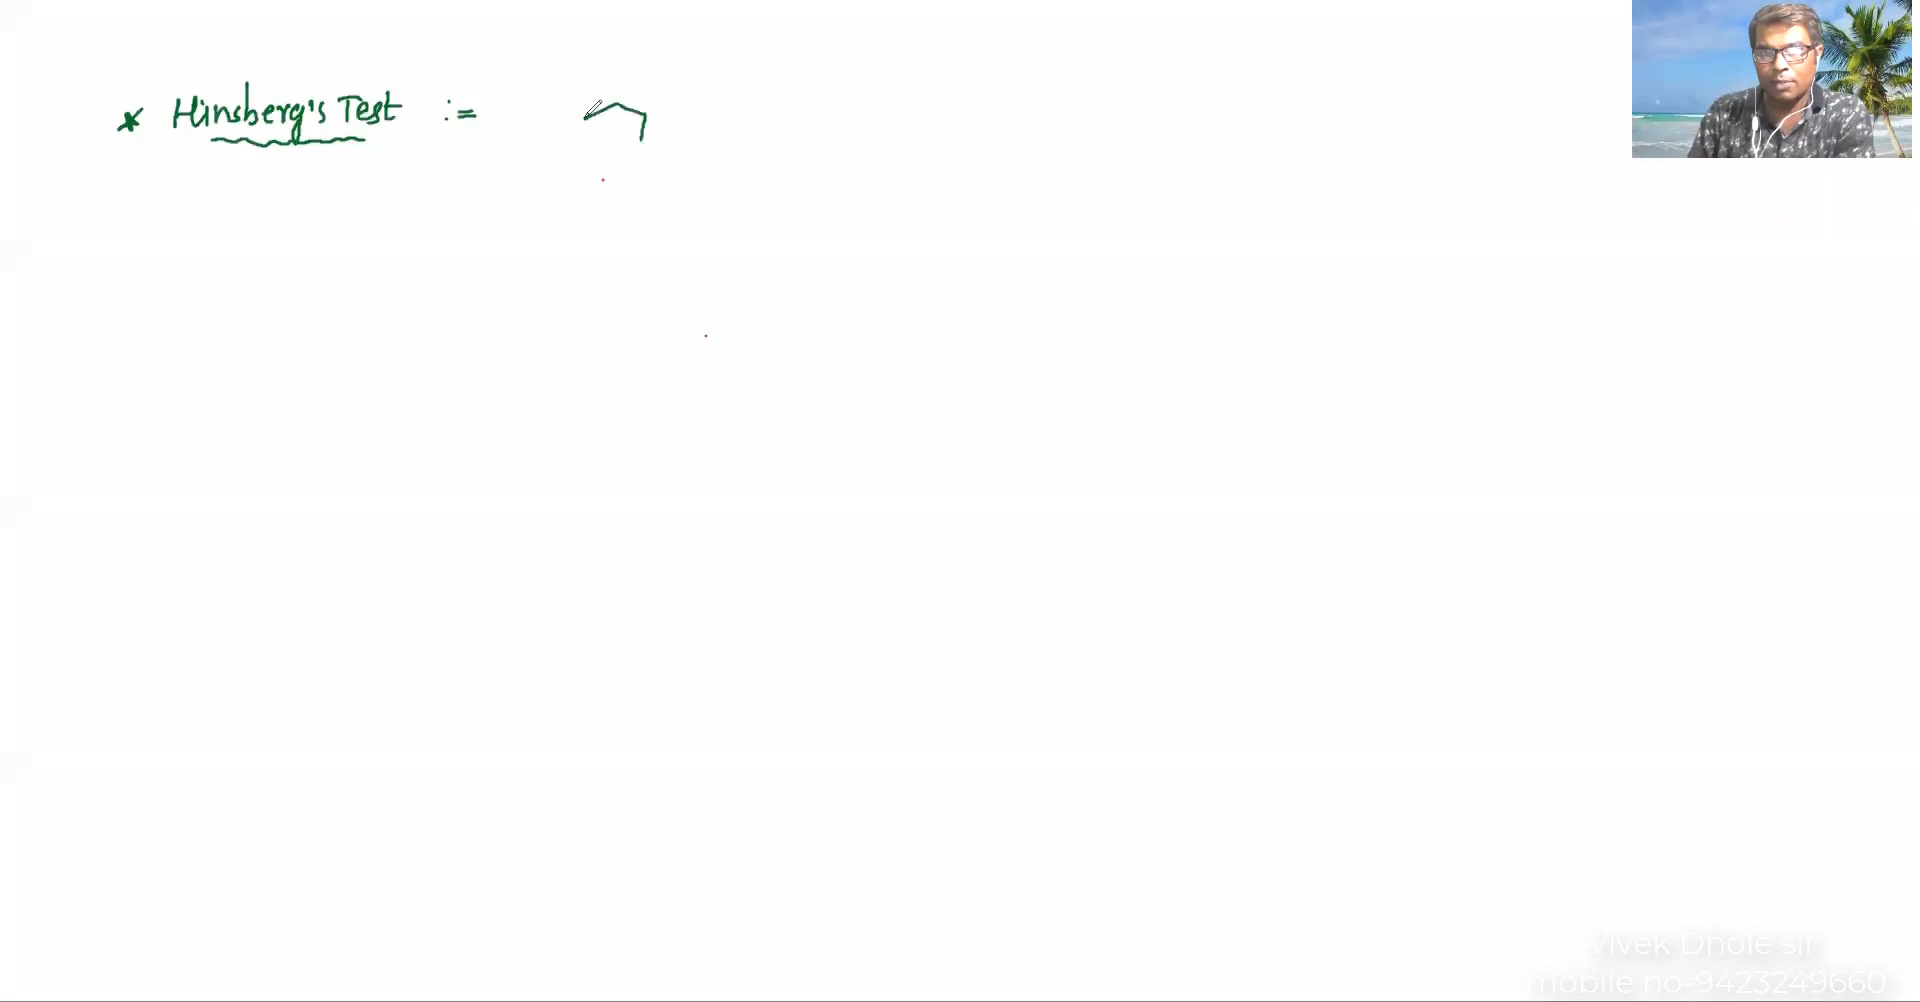 * Hinsberg's Test :=
Vivek Dhole sir
mobile no-9423249660